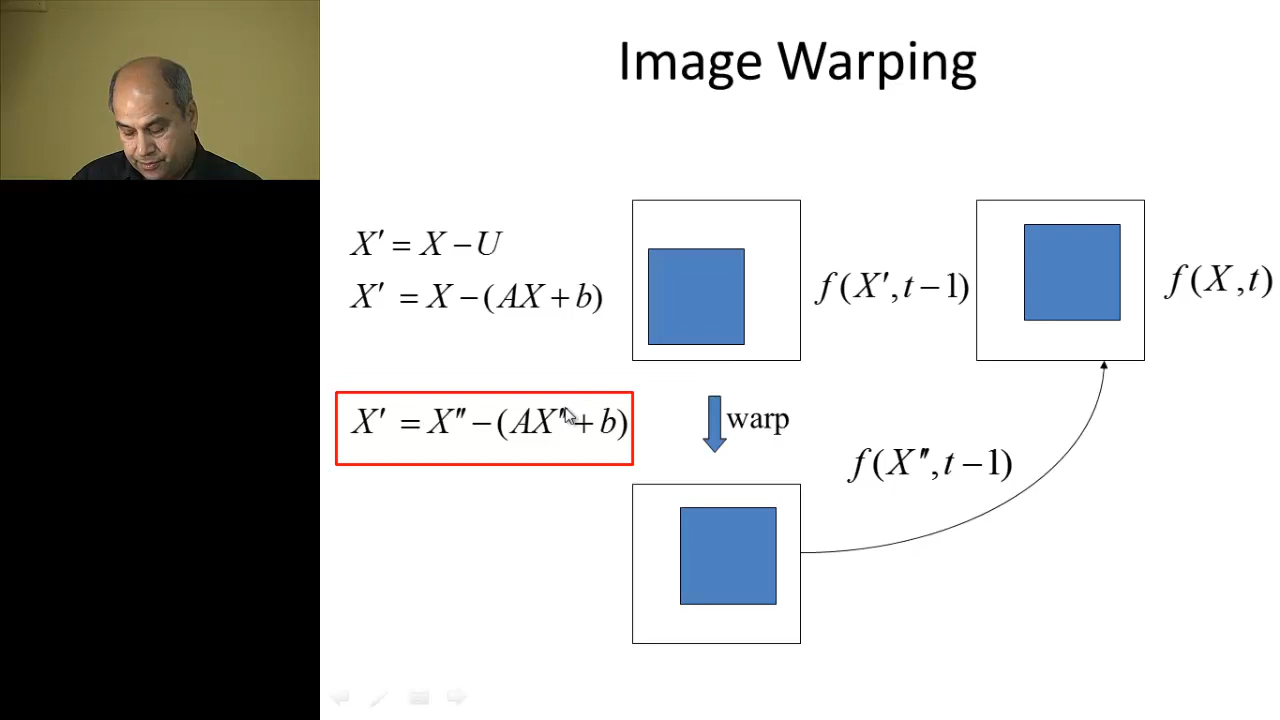 Image Warping
X′ = X − U
X′ = X − (AX + b)
f(X′, t − 1)
f(X, t)
X′ = X″ − (AX″ + b)
warp
f(X″, t − 1)